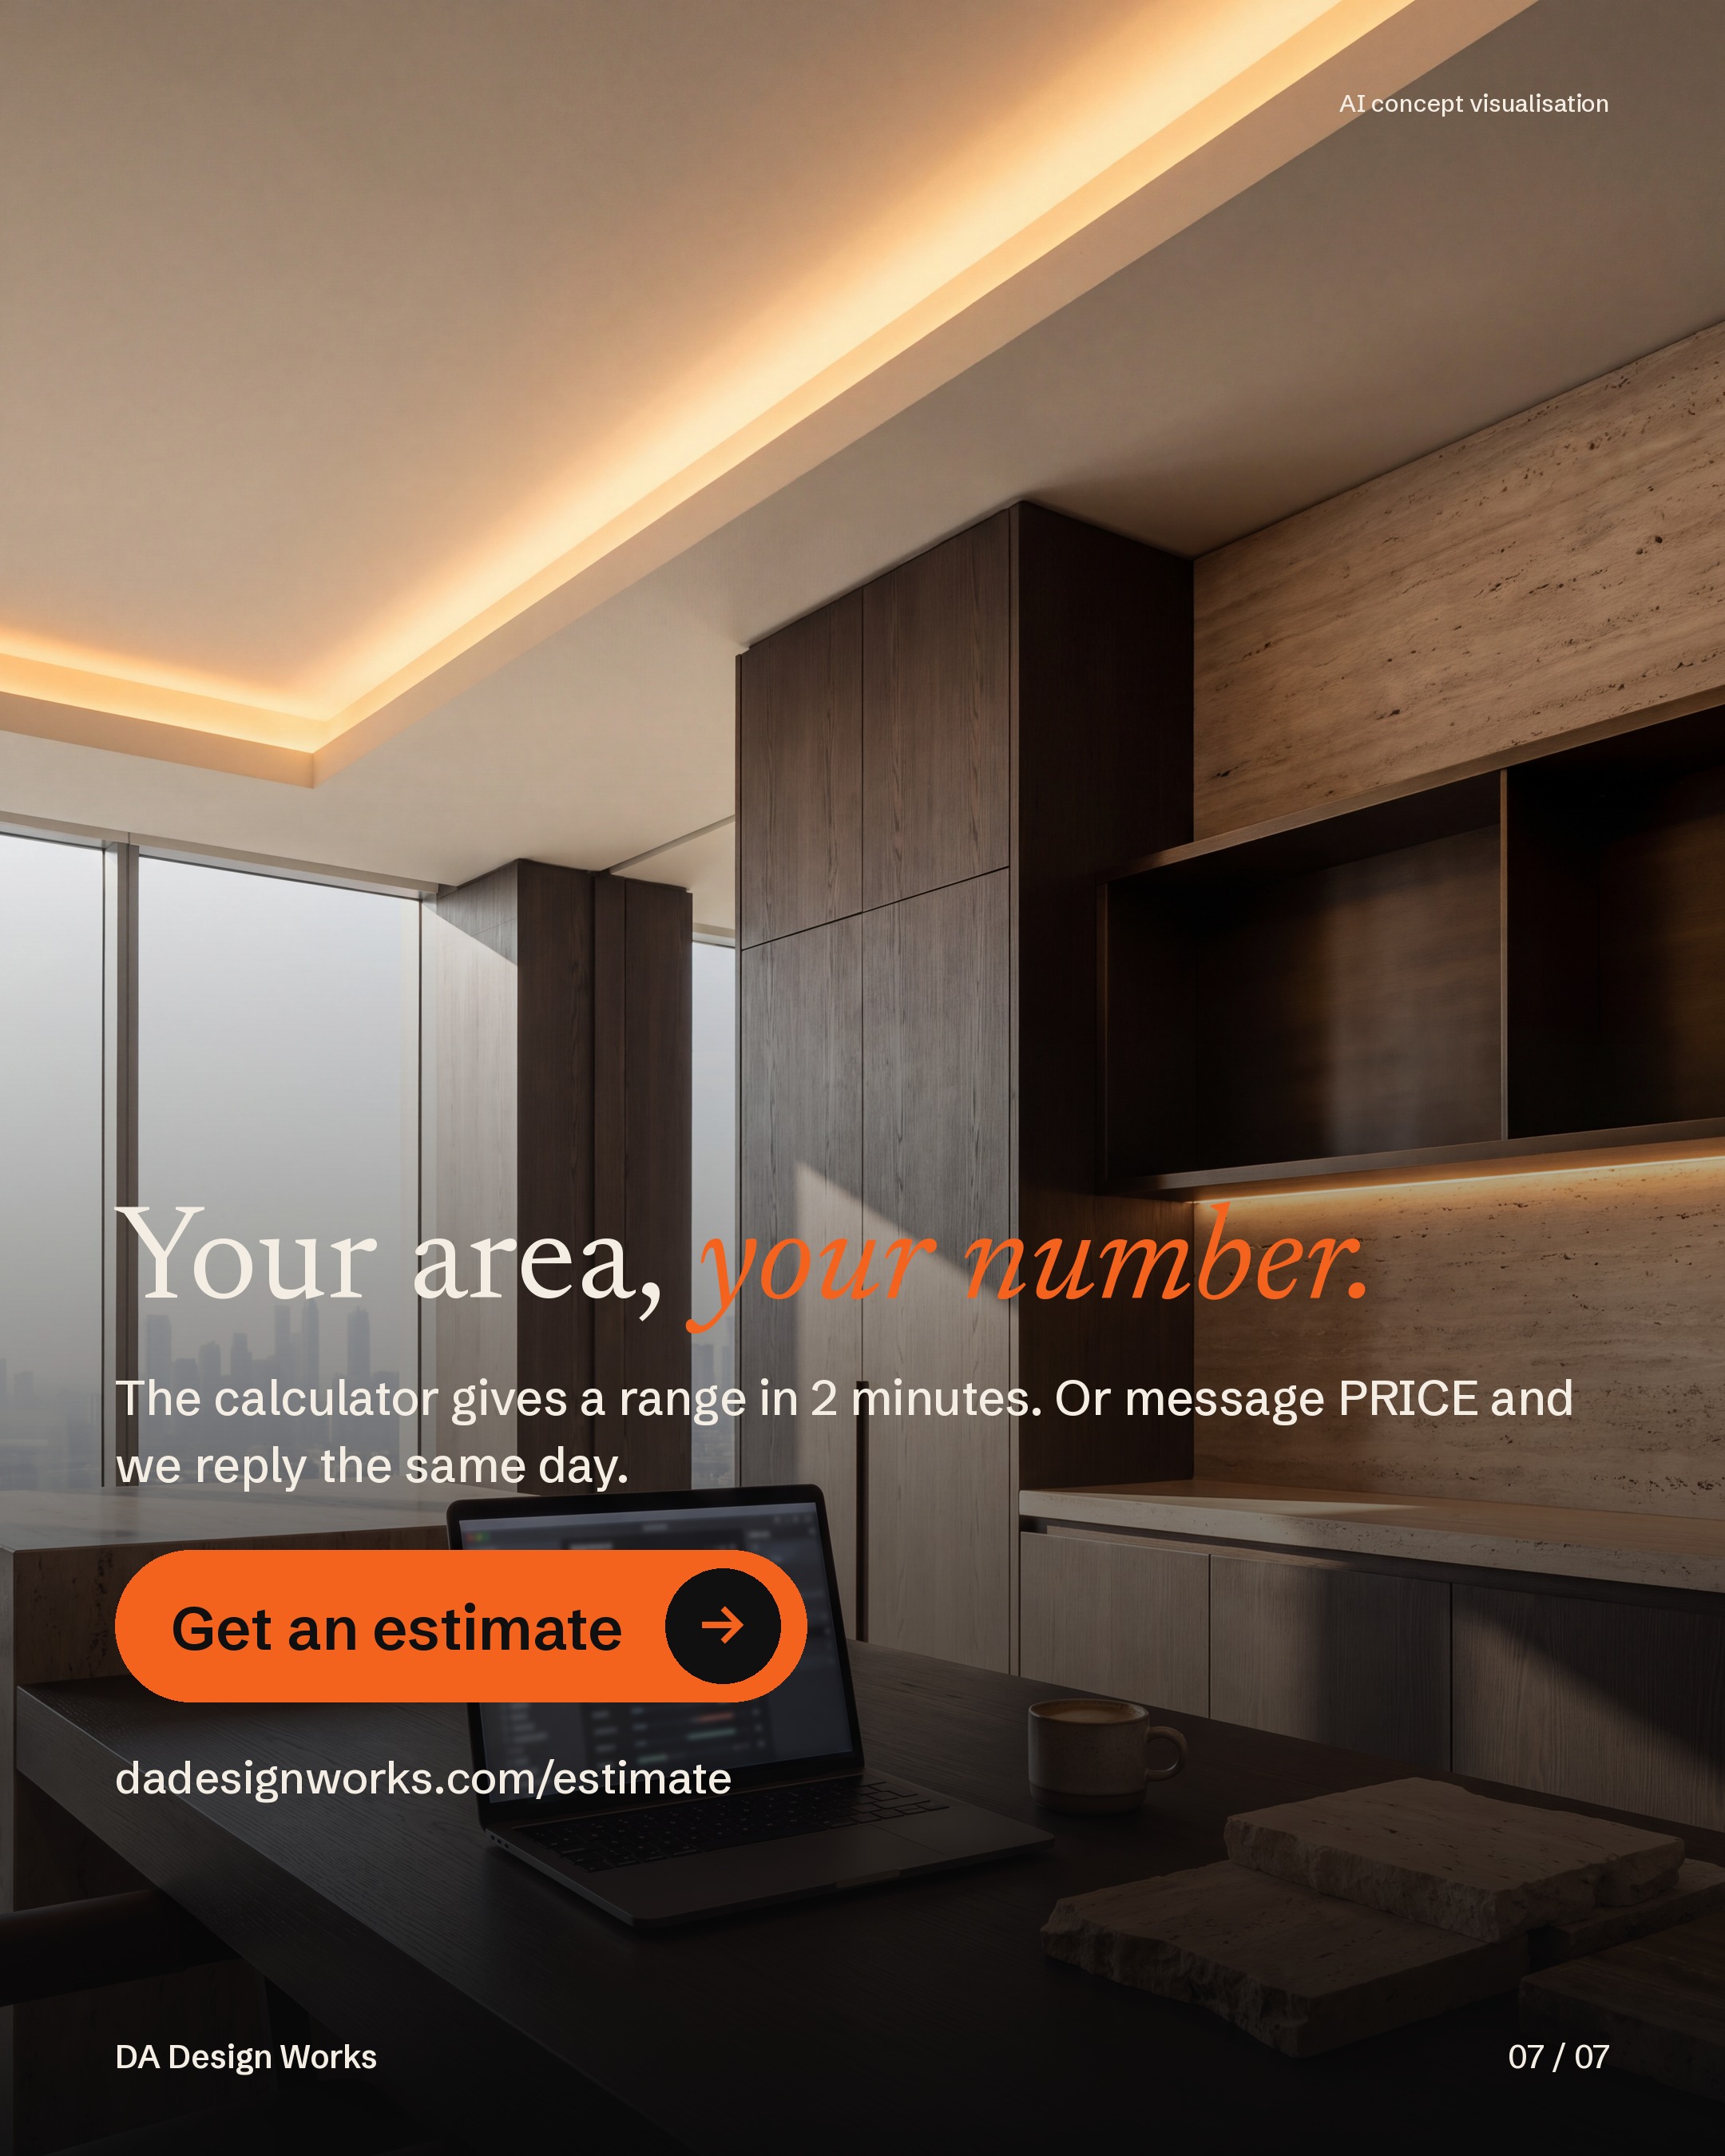 AI concept visualisation
Your area, your number.
The calculator gives a range in 2 minutes. Or message PRICE and
we reply the same day.
Get an estimate
dadesignworks.com/estimate
DA Design Works
07 / 07